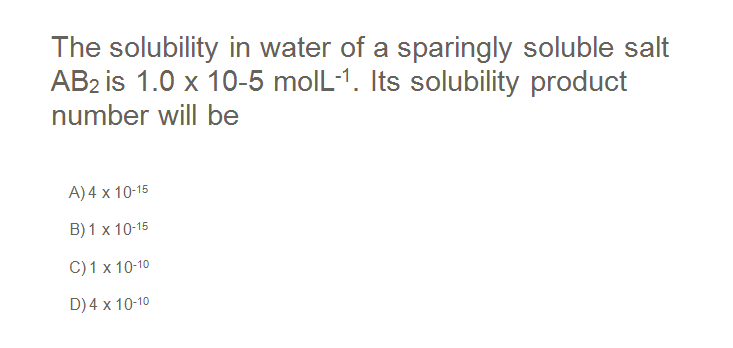 The solubility in water of a sparingly soluble salt
AB₂ is 1.0 x 10-5 molL⁻¹. Its solubility product
number will be
A) 4 x 10⁻¹⁵
B) 1 x 10⁻¹⁵
C) 1 x 10⁻¹⁰
D) 4 x 10⁻¹⁰